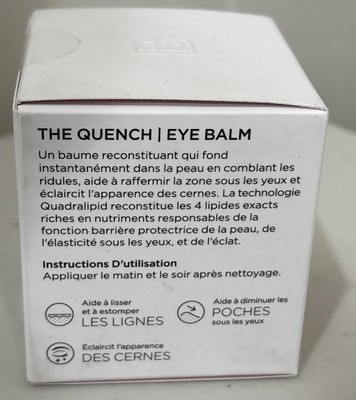 THE QUENCH | EYE BALM
Un baume reconstituant qui fond
instantanément dans la peau en comblant les
ridules, aide à raffermir la zone sous les yeux et
éclaircit l'apparence des cernes. La technologie
Quadralipid reconstitue les 4 lipides exacts
riches en nutriments responsables de la
fonction barrière protectrice de la peau, de
l'élasticité sous les yeux, et de l'éclat.
Instructions D'utilisation
Appliquer le matin et le soir après nettoyage.
Aide à lisser
et à estomper
LES LIGNES
Aide à diminuer les
POCHES
sous les yeux
Éclaircit l'apparence
DES CERNES